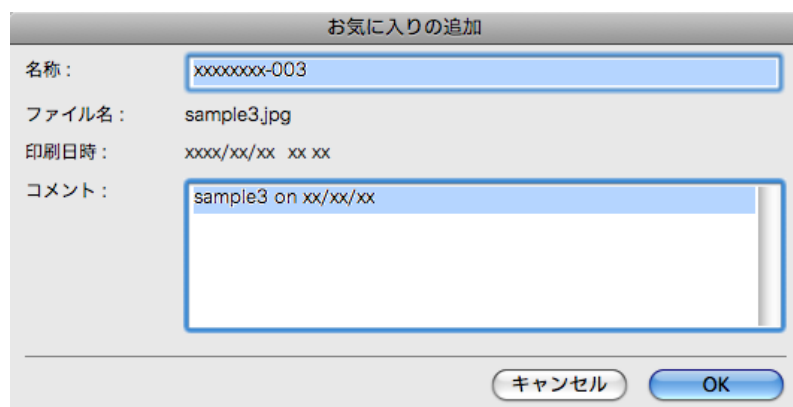 お気に入りの追加
名称： xxxxxxxx-003
ファイル名： sample3.jpg
印刷日時： xxxx/xx/xx xx xx
コメント： sample3 on xx/xx/xx
キャンセル OK